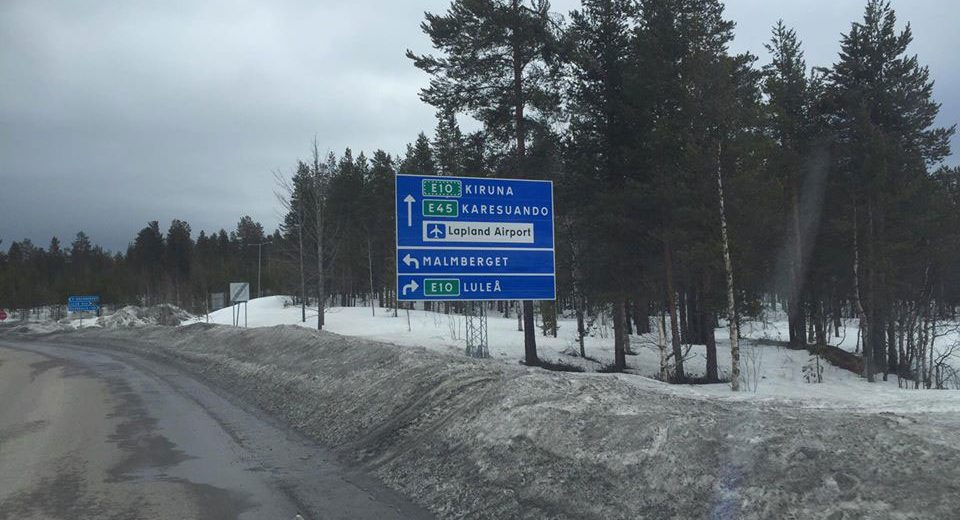 E10 KIRUNA
E45 KARESUANDO
Lapland Airport
MALMBERGET
E10 LULEÅ